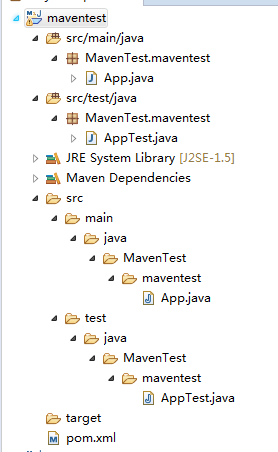 maventest
src/main/java
MavenTest.maventest
App.java
src/test/java
MavenTest.maventest
AppTest.java
JRE System Library [J2SE-1.5]
Maven Dependencies
src
main
java
MavenTest
maventest
App.java
test
java
MavenTest
maventest
AppTest.java
target
pom.xml